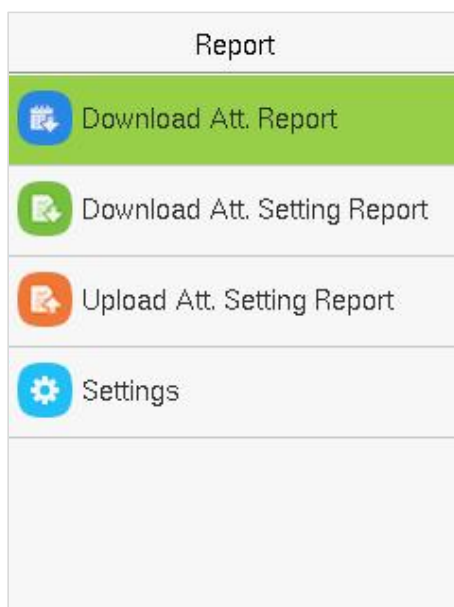 Report
Download Att. Report
Download Att. Setting Report
Upload Att. Setting Report
Settings